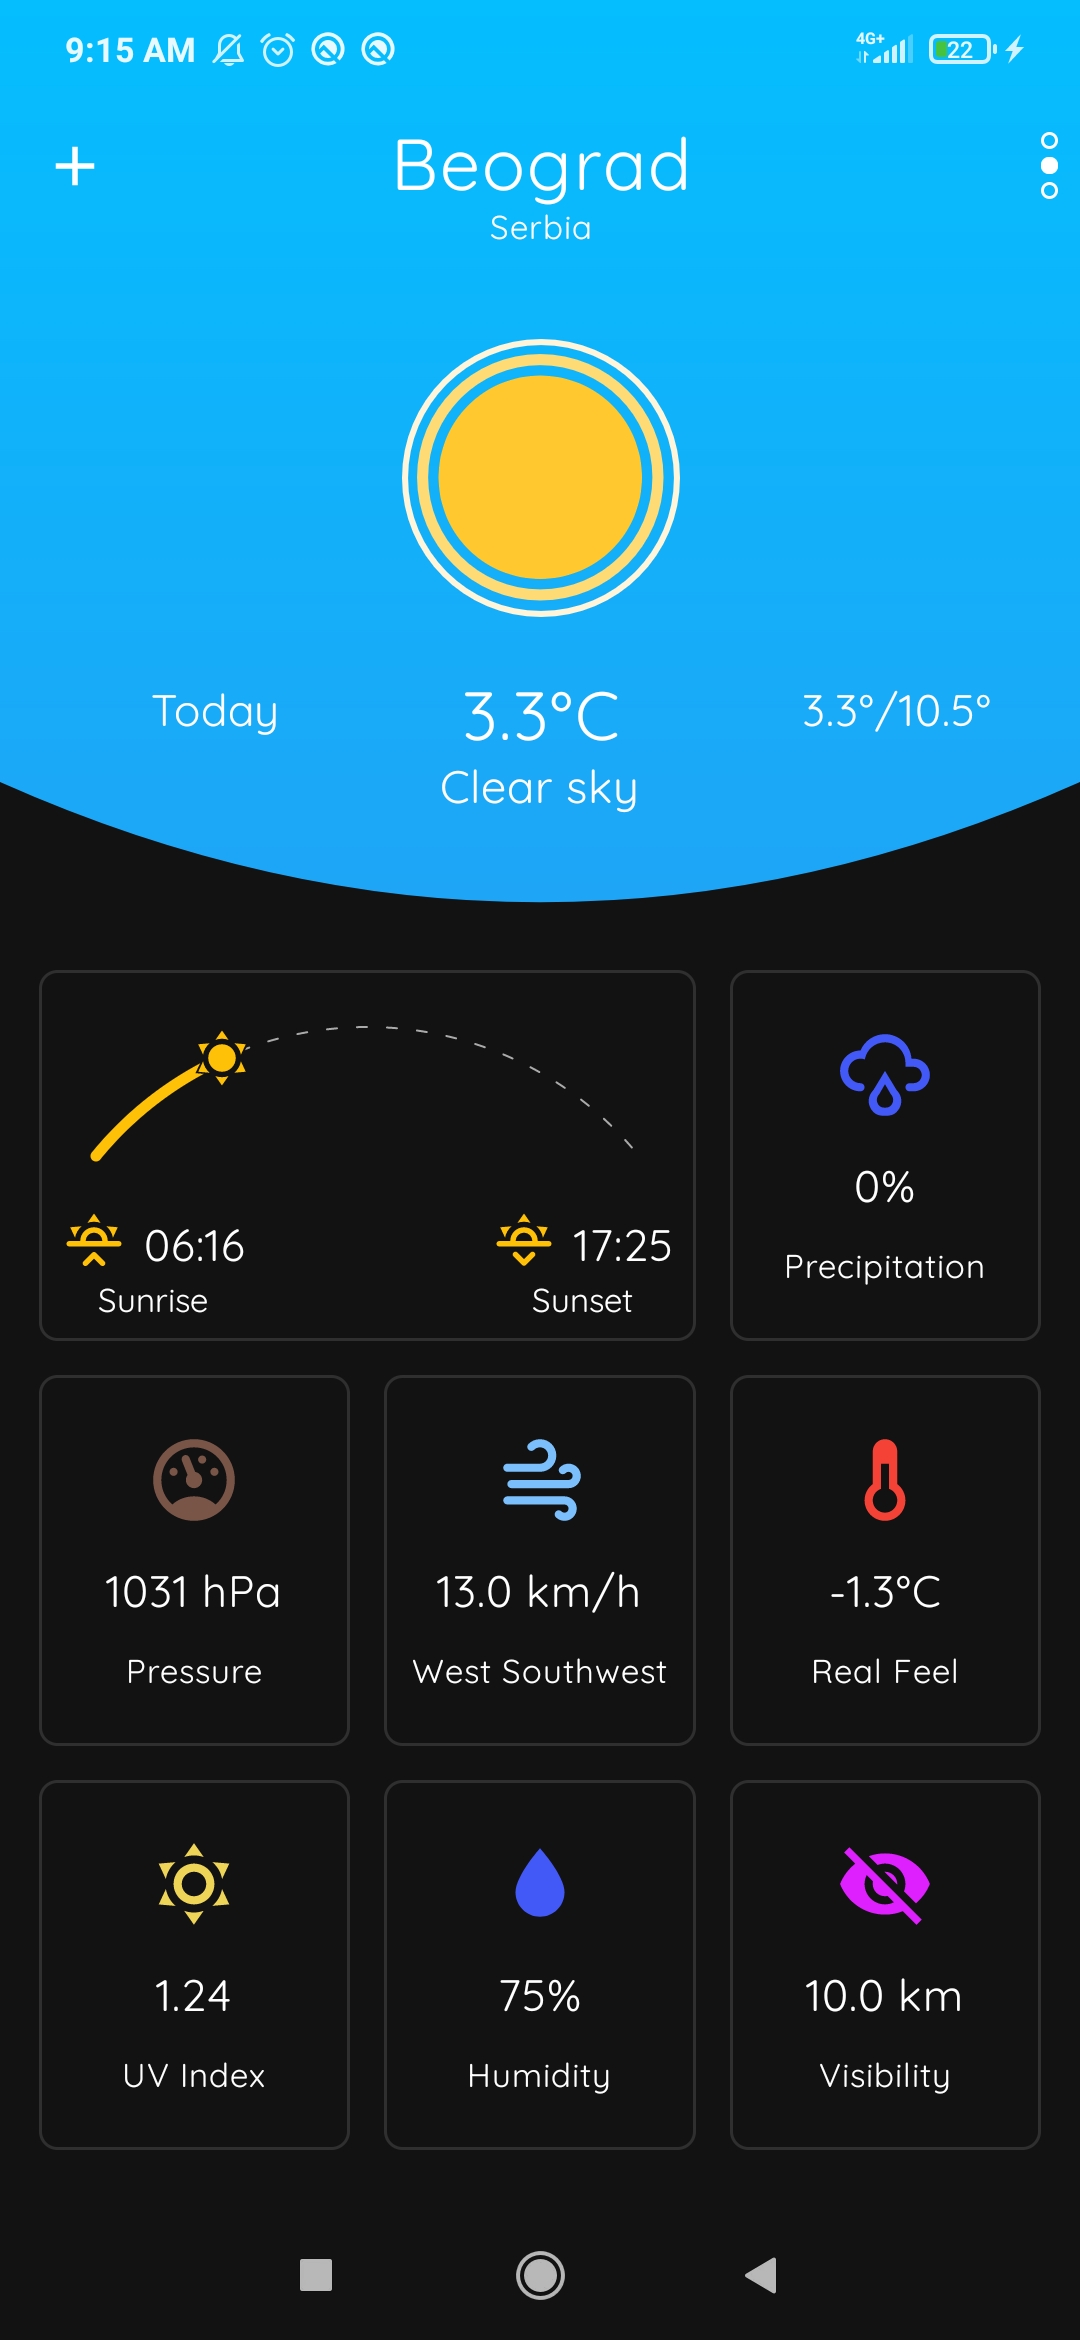 9:15 AM
4G+
22
Beograd
Serbia
Today
3.3°C
3.3°/10.5°
Clear sky
06:16
Sunrise
17:25
Sunset
0%
Precipitation
1031 hPa
Pressure
13.0 km/h
West Southwest
-1.3°C
Real Feel
1.24
UV Index
75%
Humidity
10.0 km
Visibility